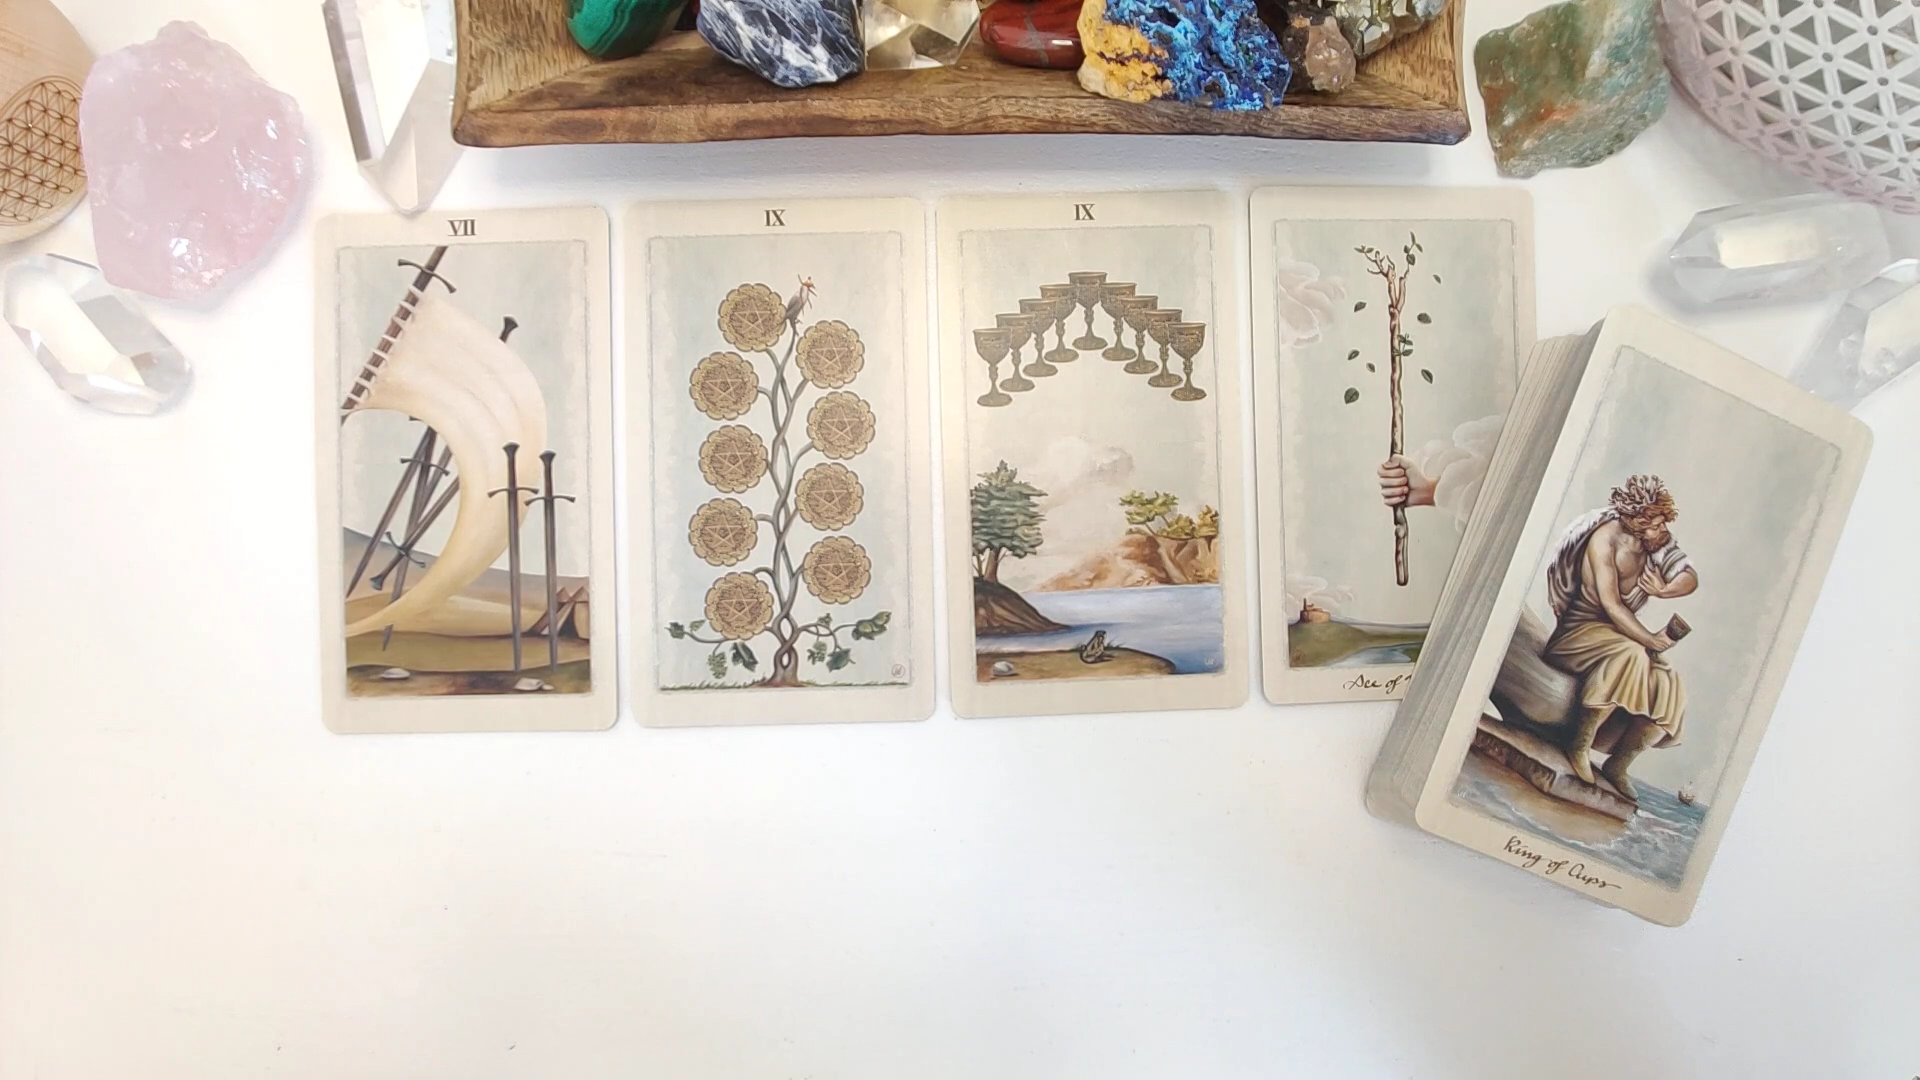 VII
IX
IX
Ace of
King of Cups